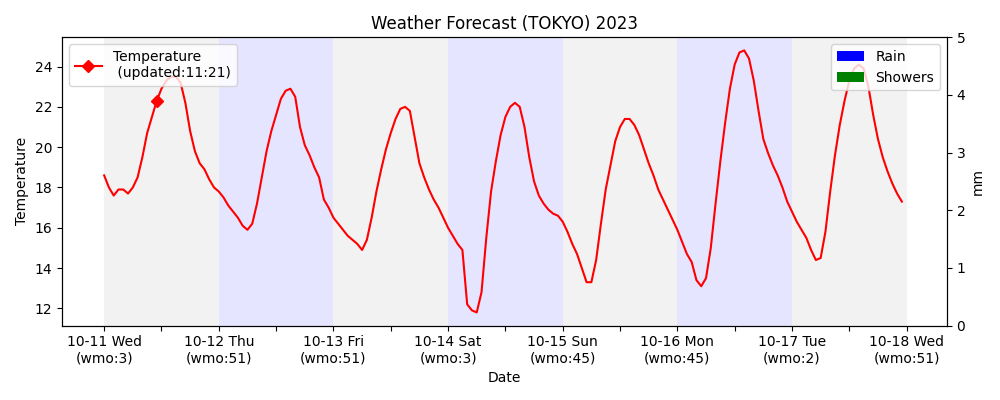 Weather Forecast (TOKYO) 2023
Temperature
(updated:11:21)
Rain
Showers
Temperature
24
22
20
18
16
14
12
5
4
3
2
1
0
mm
10-11 Wed
(wmo:3)
10-12 Thu
(wmo:51)
10-13 Fri
(wmo:51)
10-14 Sat
(wmo:3)
10-15 Sun
(wmo:45)
10-16 Mon
(wmo:45)
10-17 Tue
(wmo:2)
10-18 Wed
(wmo:51)
Date